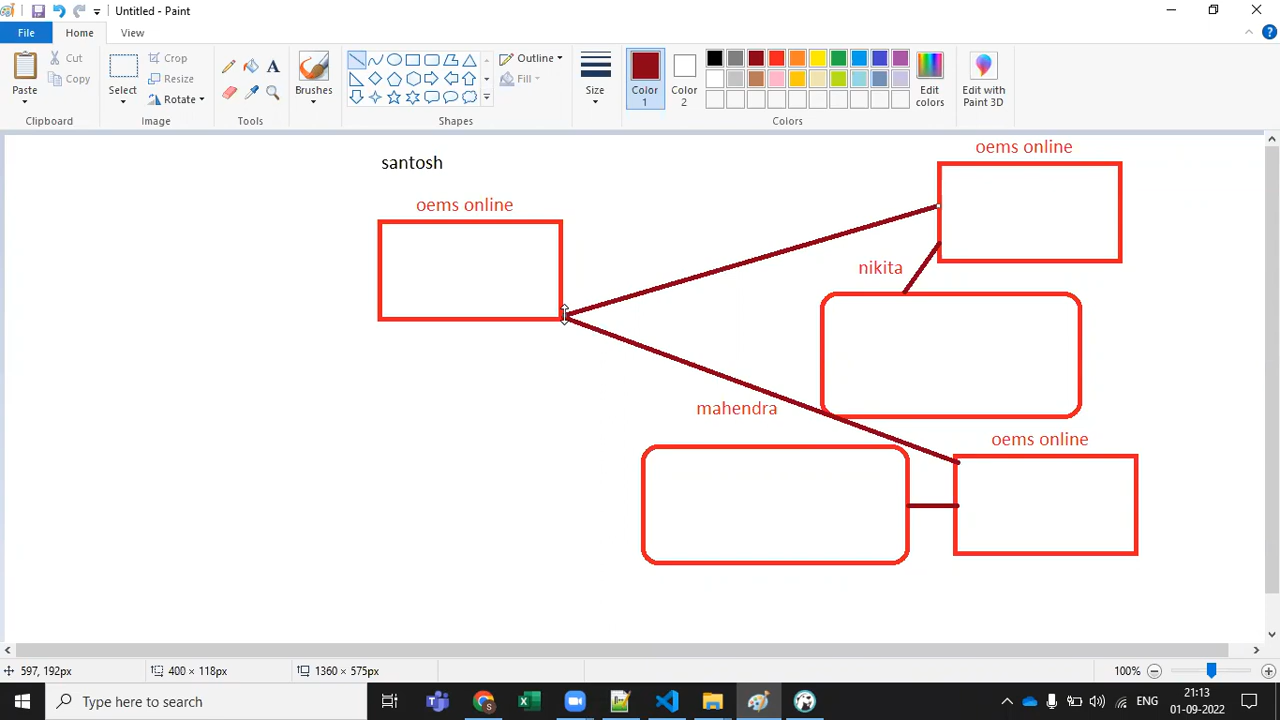 Untitled - Paint
File
Home
View
Paste
Cut
Copy
Clipboard
Select
Crop
Resize
Rotate
Image
Tools
Brushes
Outline
Fill
Shapes
Size
Color 1
Color 2
Edit colors
Colors
Edit with Paint 3D
santosh
oems online
oems online
nikita
mahendra
oems online
597, 192px
400 × 118px
1360 × 575px
100%
Type here to search
ENG
21:13
01-09-2022